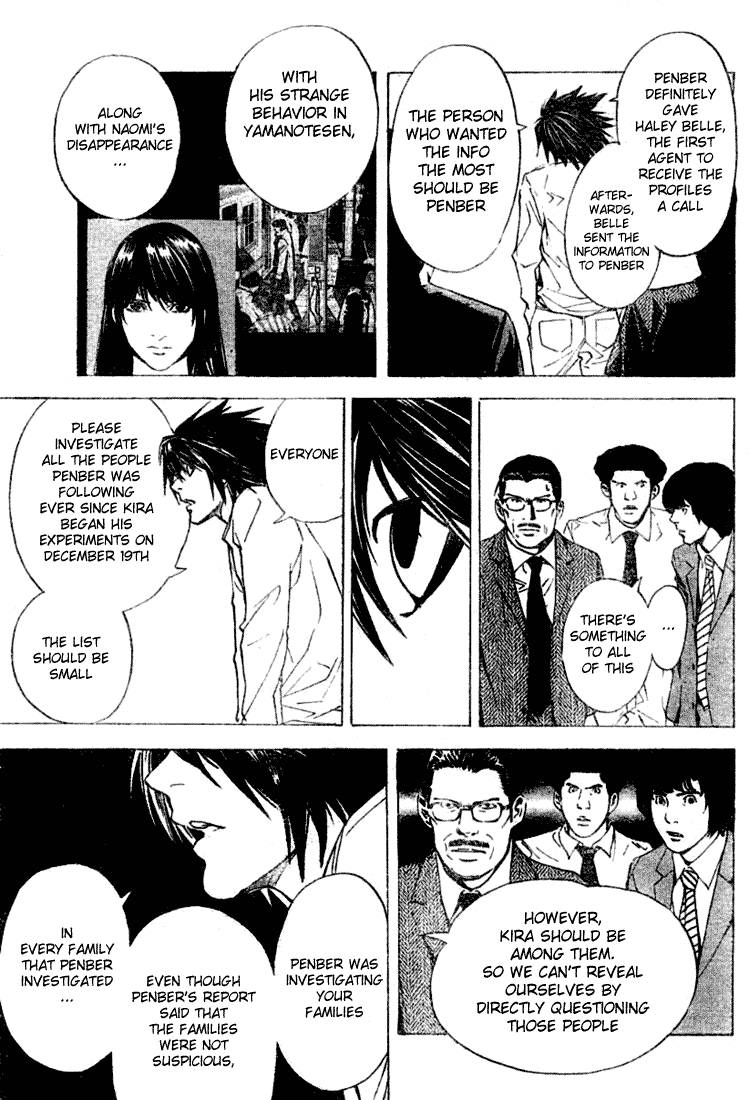 PENBER
DEFINITELY
GAVE
HALEY BELLE,
THE FIRST
AGENT TO
RECEIVE THE
PROFILES
A CALL
AFTER-
WARDS,
BELLE
SENT THE
INFORMATION
TO PENBER
THE PERSON
WHO WANTED
THE INFO
THE MOST
SHOULD BE
PENBER
WITH
HIS STRANGE
BEHAVIOR IN
YAMANOTESEN,
ALONG
WITH NAOMI'S
DISAPPEARANCE
...
...
THERE'S
SOMETHING
TO ALL
OF THIS
EVERYONE
PLEASE
INVESTIGATE
ALL THE PEOPLE
PENBER WAS
FOLLOWING
EVER SINCE KIRA
BEGAN HIS
EXPERIMENTS ON
DECEMBER 19TH
THE LIST
SHOULD BE
SMALL
HOWEVER,
KIRA SHOULD BE
AMONG THEM.
SO WE CAN'T REVEAL
OURSELVES BY
DIRECTLY QUESTIONING
THOSE PEOPLE
PENBER WAS
INVESTIGATING
YOUR
FAMILIES
EVEN THOUGH
PENBER'S REPORT
SAID THAT
THE FAMILIES
WERE NOT
SUSPICIOUS,
IN
EVERY FAMILY
THAT PENBER
INVESTIGATED
...